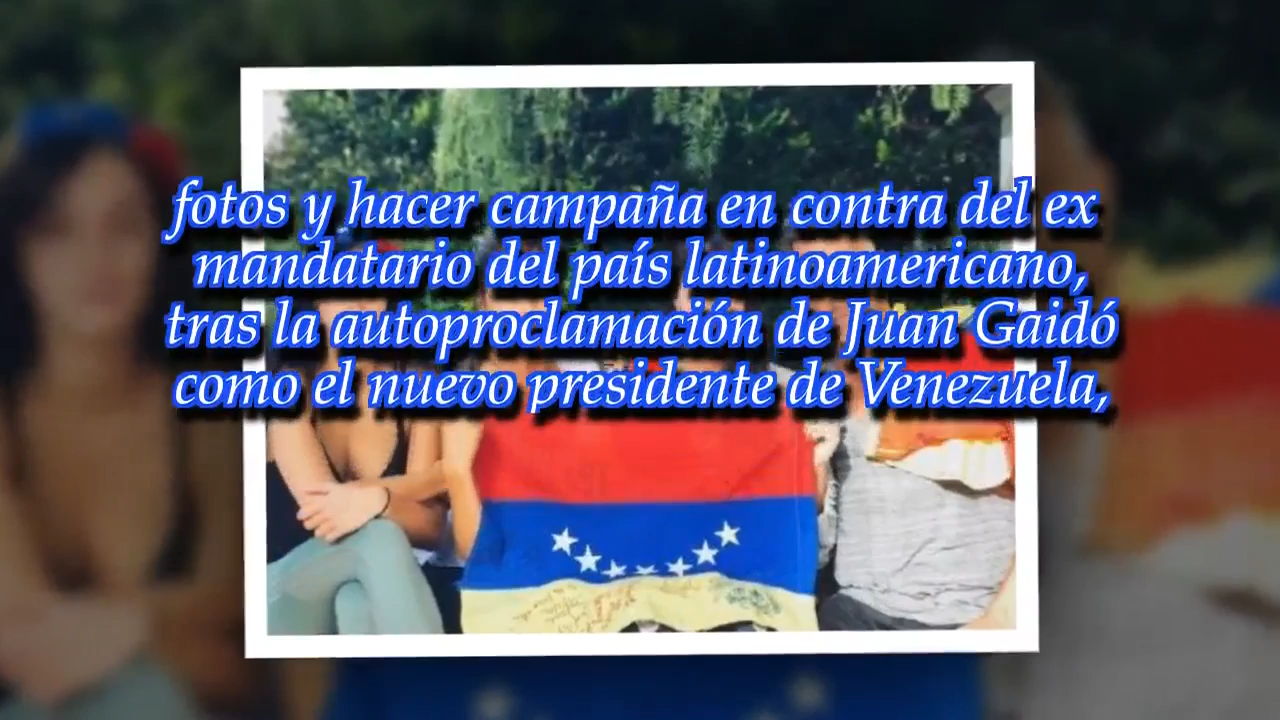 fotos y hacer campaña en contra del ex
mandatario del país latinoamericano,
tras la autoproclamación de Juan Gaidó
como el nuevo presidente de Venezuela,